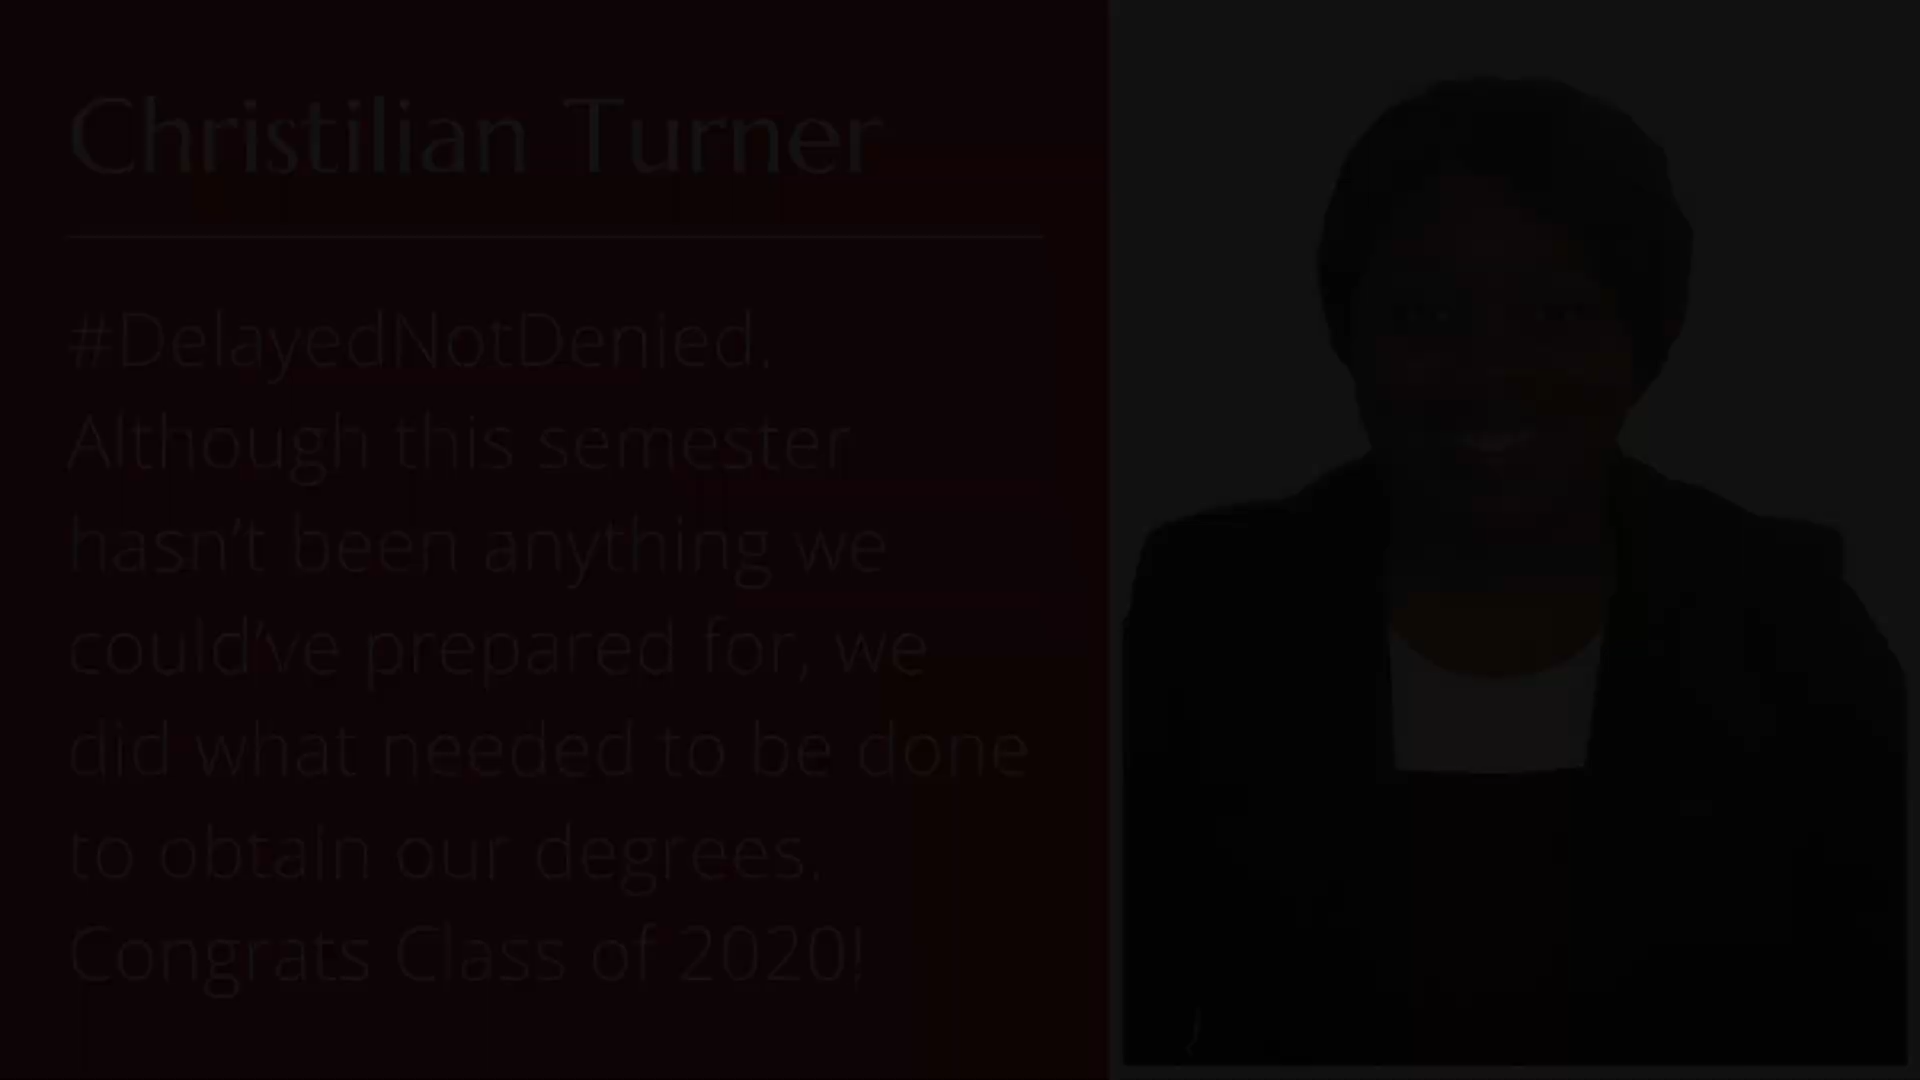 Christilian Turner
#DelayedNotDenied.
Although this semester
hasn't been anything we
could've prepared for, we
did what needed to be done
to obtain our degrees.
Congrats Class of 2020!